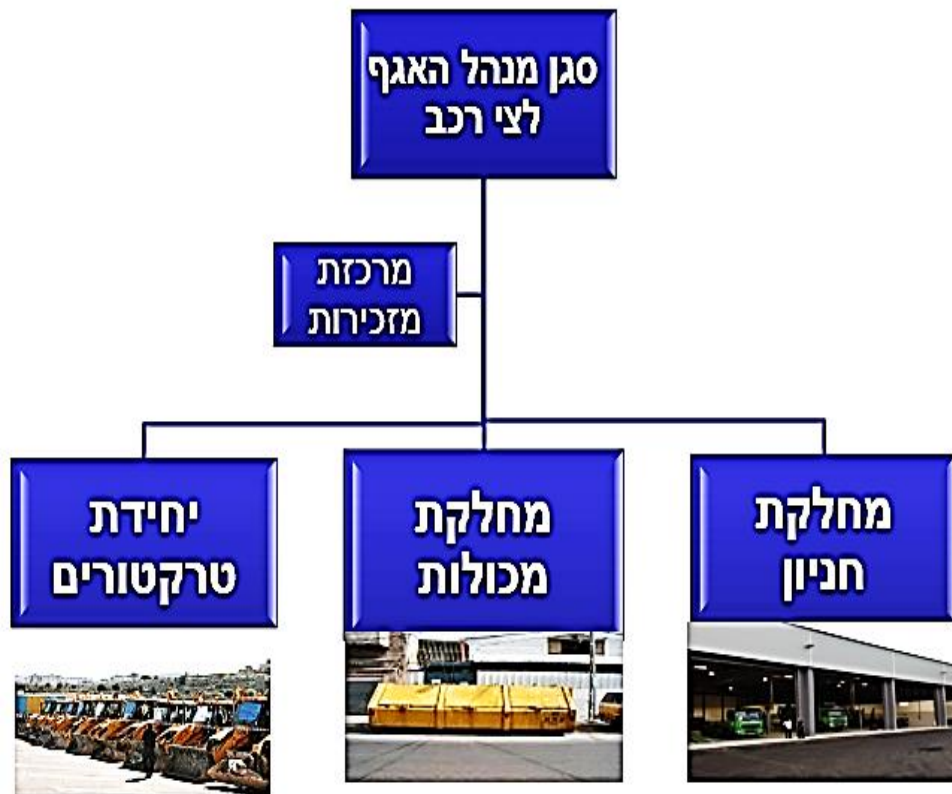 סגן מנהל האגף
לצי רכב
מרכזת
מזכירות
מחלקת
חניון
מחלקת
מכולות
יחידת
טרקטורים